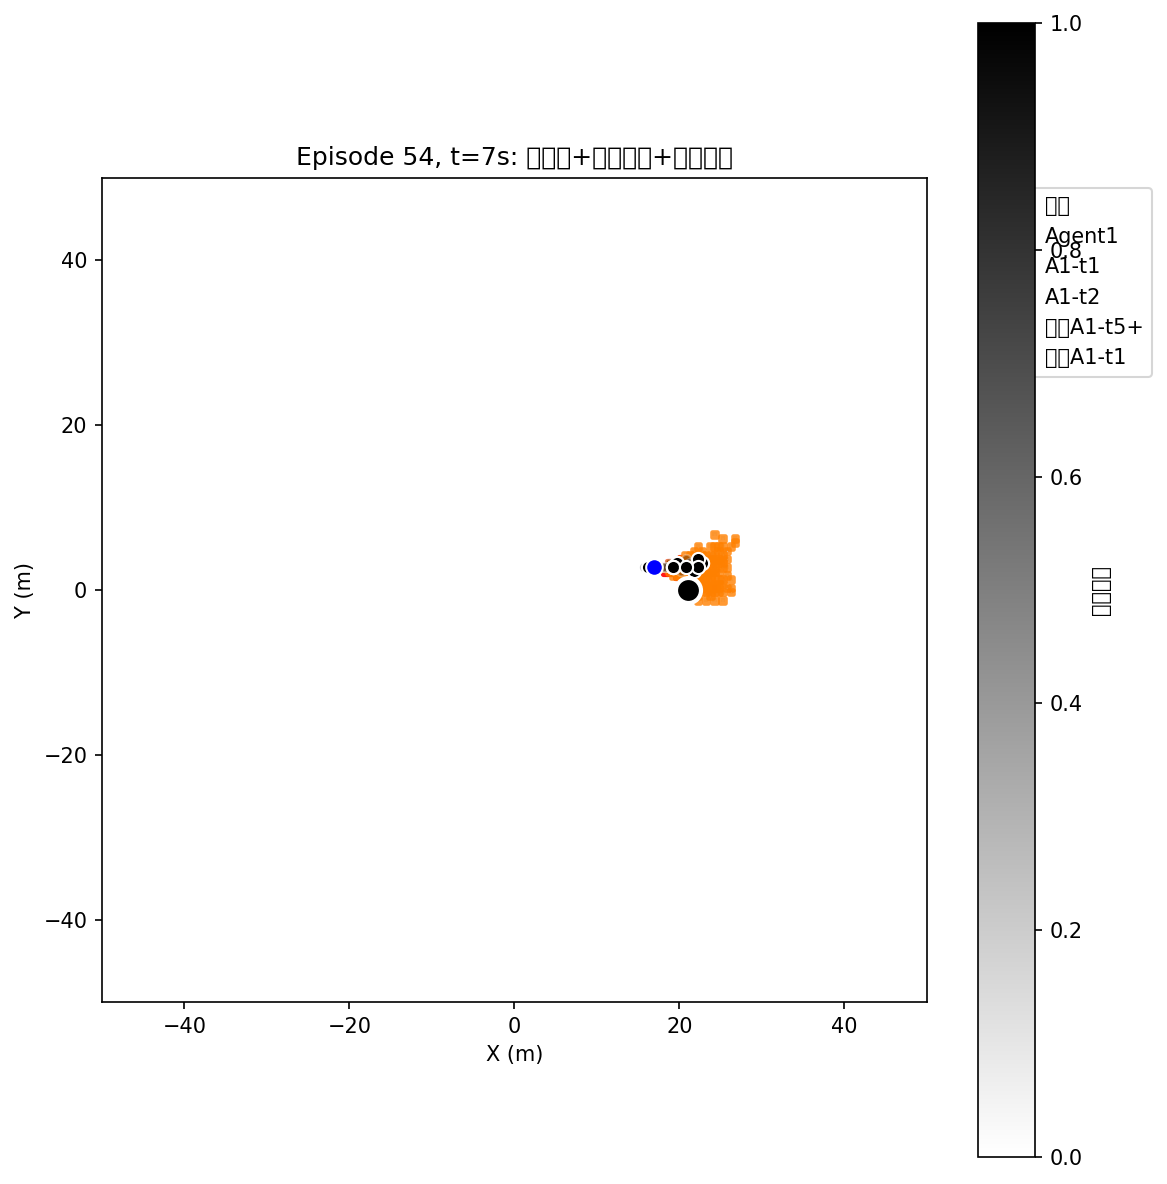 Episode 54, t=7s: □□□+□□□□+□□□□
1.0
0.8
0.6
0.4
0.2
0.0
□□□□
□□
Agent1
A1-t1
A1-t2
□□A1-t5+
□□A1-t1
Y (m)
40
20
0
−20
−40
−40 −20 0 20 40
X (m)